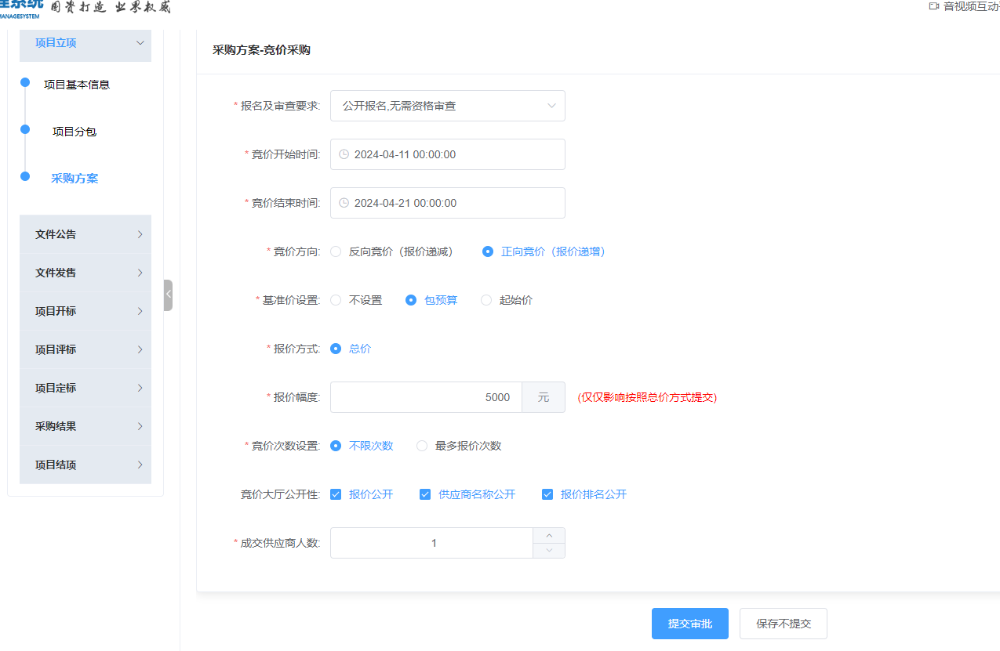 理系统
MANAGESYSTEM
国资打造 业界权威
音视频互动
项目立项
项目基本信息
项目分包
采购方案
文件公告
文件发售
项目开标
项目评标
项目定标
采购结果
项目结项
采购方案-竞价采购
* 报名及审查要求: 公开报名,无需资格审查
* 竞价开始时间: 2024-04-11 00:00:00
* 竞价结束时间: 2024-04-21 00:00:00
* 竞价方向: 反向竞价（报价递减） 正向竞价（报价递增）
* 基准价设置: 不设置 包预算 起始价
* 报价方式: 总价
* 报价幅度: 5000 元 (仅仅影响按照总价方式提交)
* 竞价次数设置: 不限次数 最多报价次数
竞价大厅公开性: 报价公开 供应商名称公开 报价排名公开
* 成交供应商人数: 1
提交审批 保存不提交